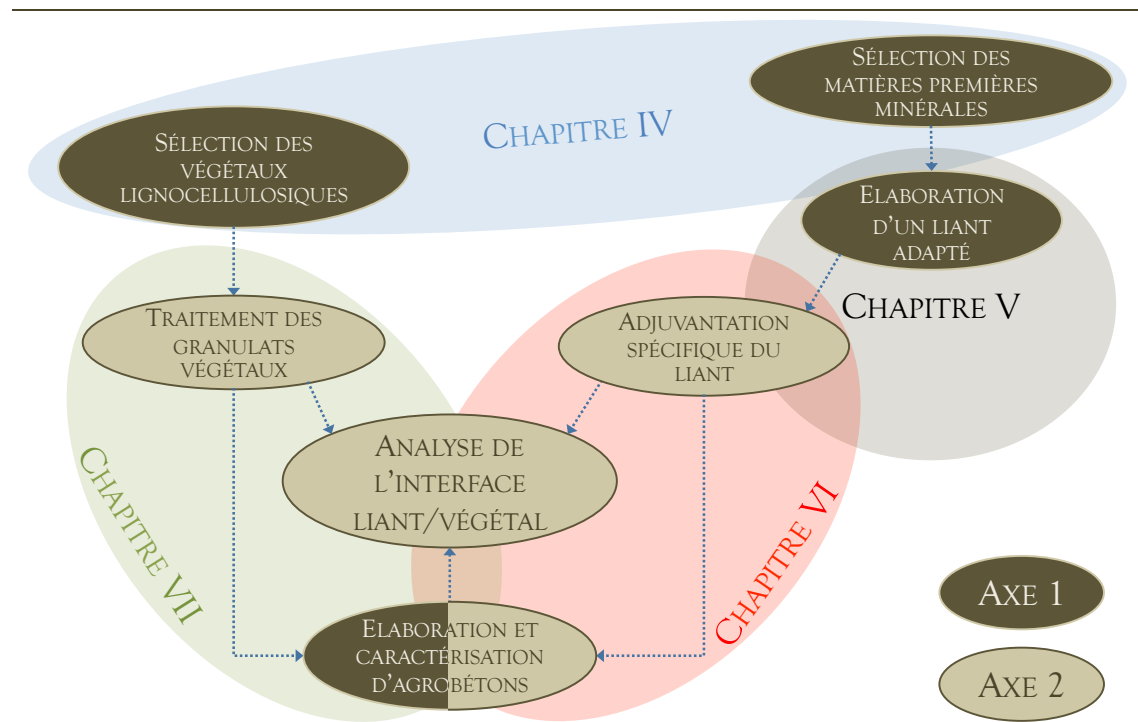 SÉLECTION DES
MATIÈRES PREMIÈRES
MINÉRALES
CHAPITRE IV
SÉLECTION DES
VÉGÉTAUX
LIGNOCELLULOSIQUES
ELABORATION
D'UN LIANT
ADAPTÉ
CHAPITRE V
TRAITEMENT DES
GRANULATS
VÉGÉTAUX
ADJUVANTATION
SPÉCIFIQUE DU
LIANT
ANALYSE DE
L'INTERFACE
LIANT/VÉGÉTAL
CHAPITRE VII
CHAPITRE VI
ELABORATION ET
CARACTÉRISATION
D'AGROBÉTONS
AXE 1
AXE 2